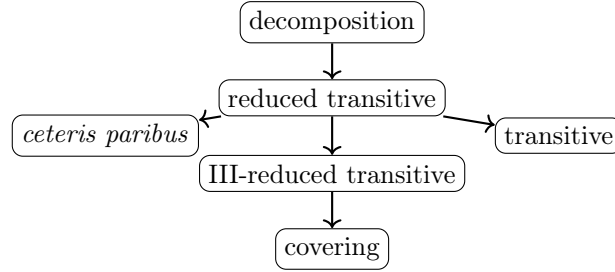 decomposition
reduced transitive
ceteris paribus
transitive
III-reduced transitive
covering